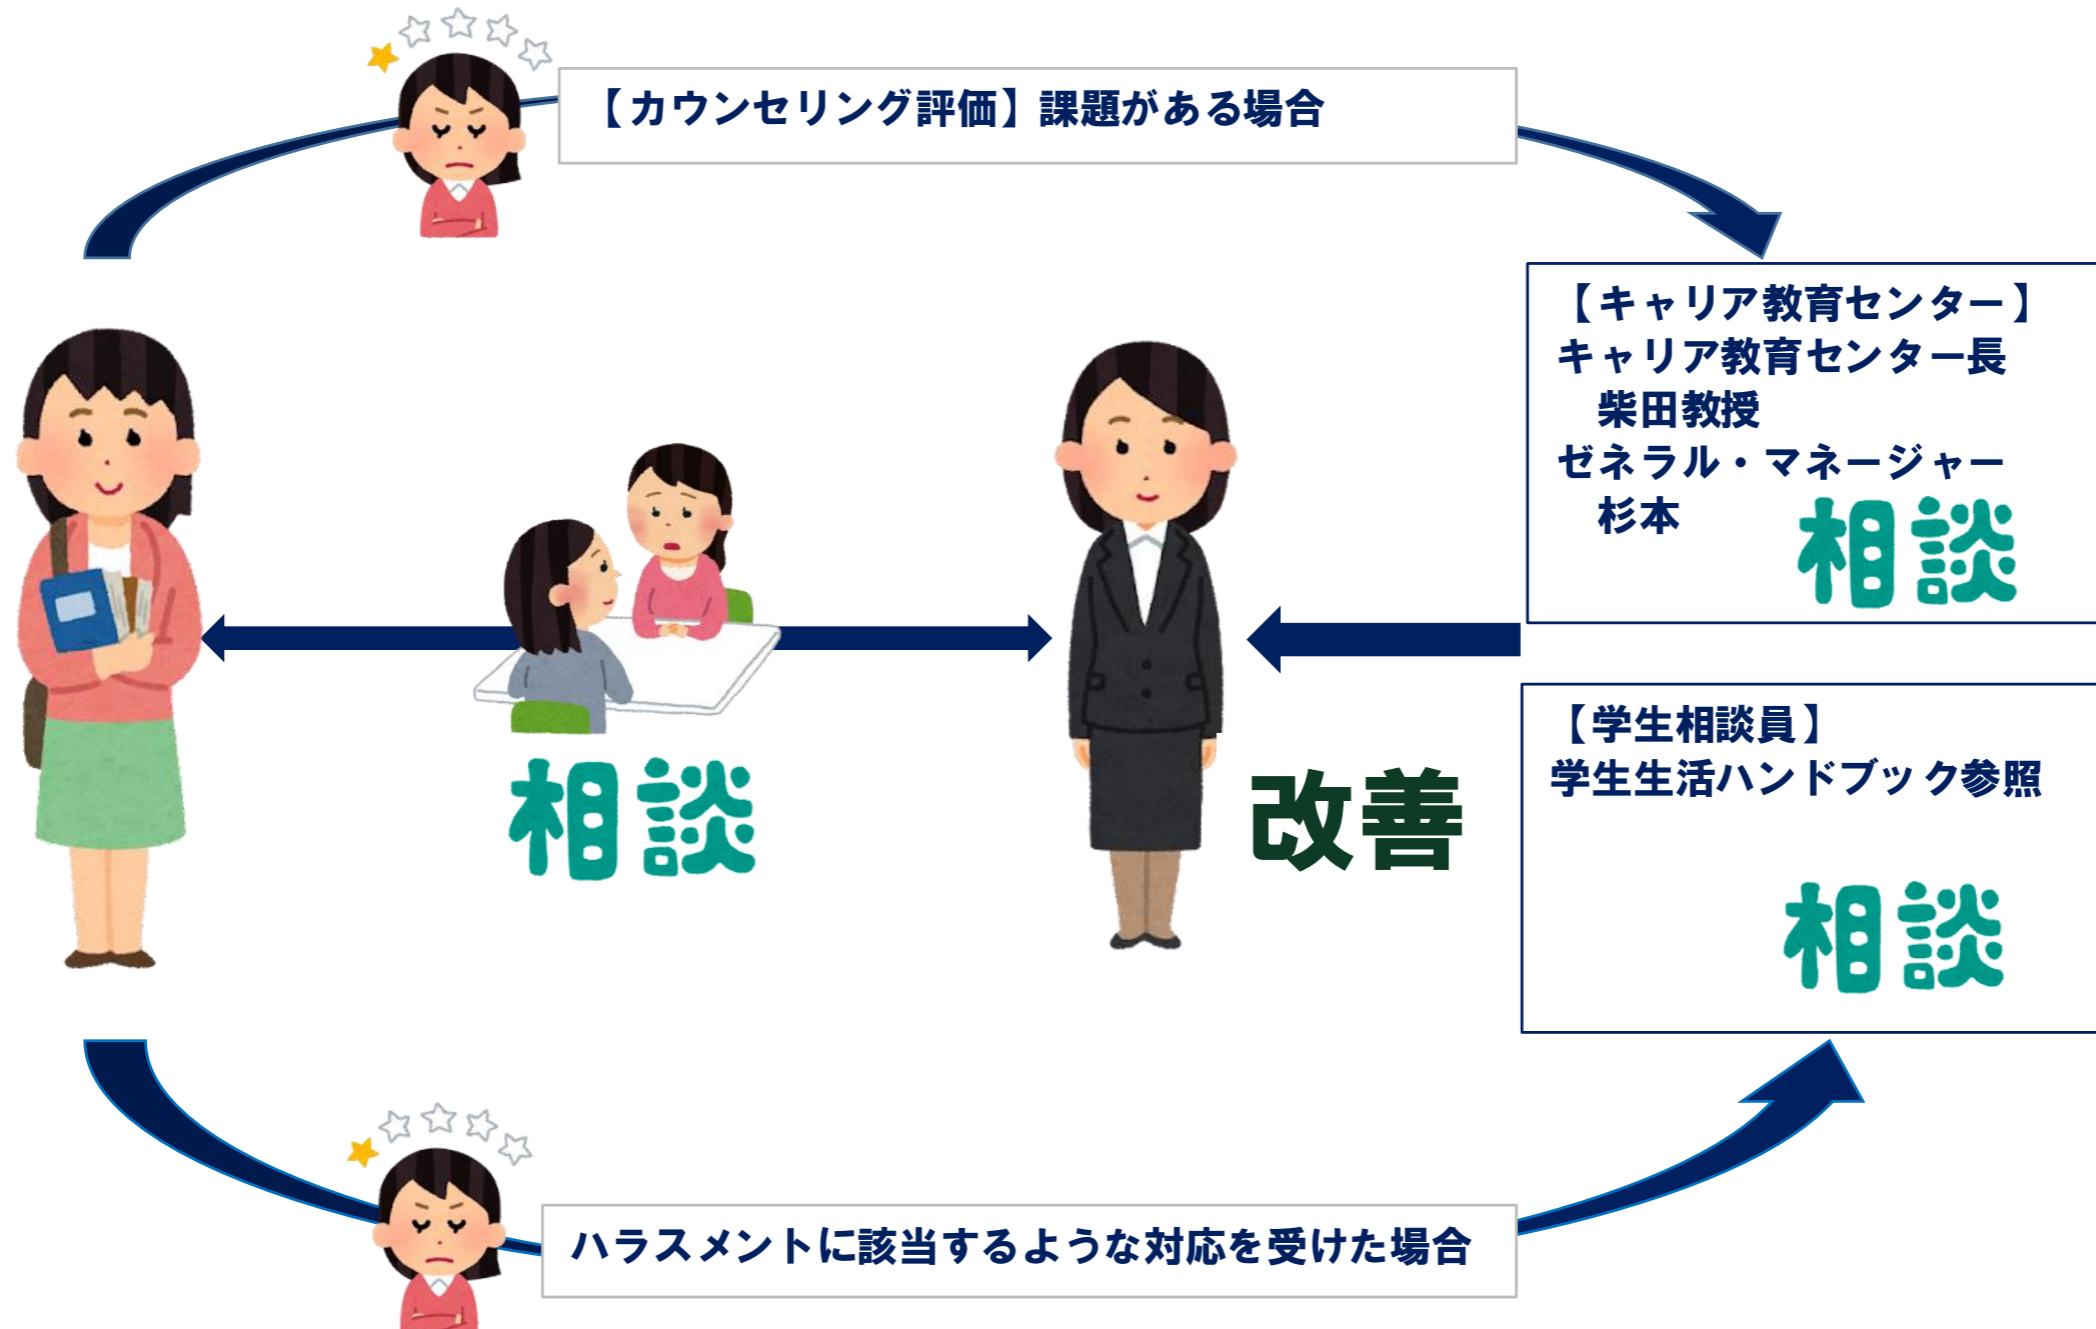 【カウンセリング評価】課題がある場合
【キャリア教育センター】
キャリア教育センター長
柴田教授
ゼネラル・マネージャー
杉本
相談
相談
改善
【学生相談員】
学生生活ハンドブック参照
相談
ハラスメントに該当するような対応を受けた場合